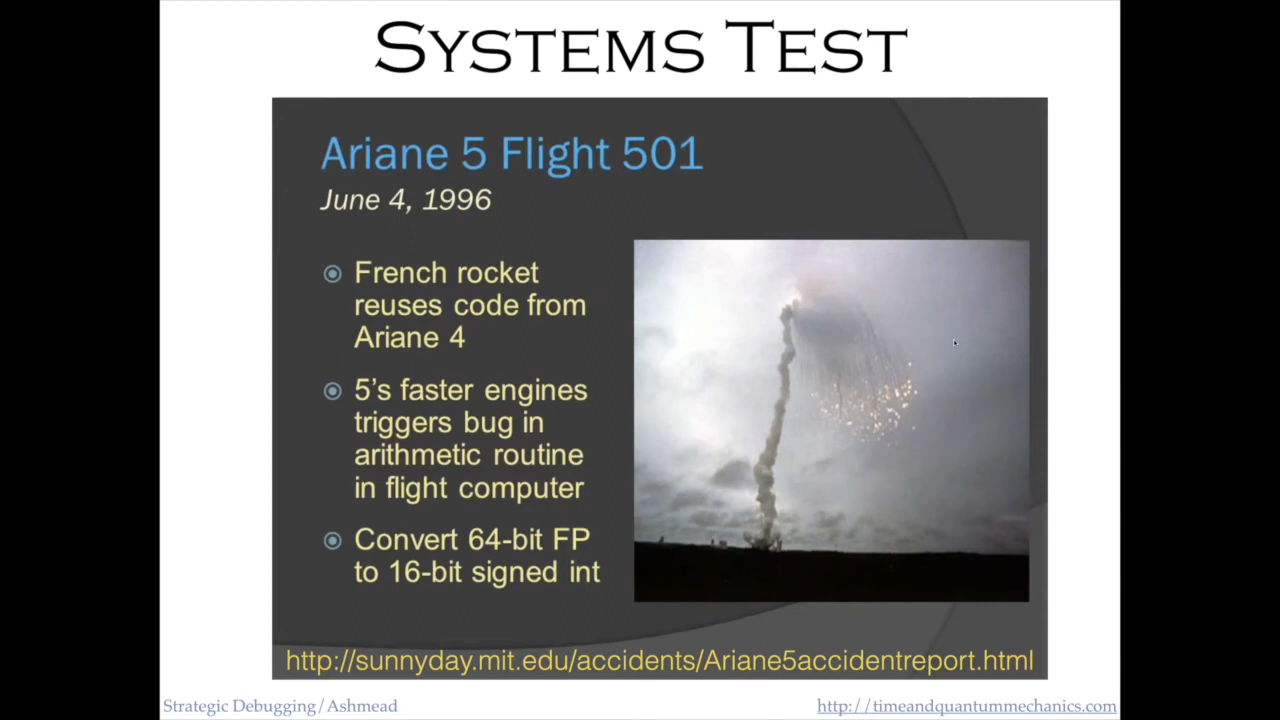 SYSTEMS TEST
Ariane 5 Flight 501
June 4, 1996
French rocket
reuses code from
Ariane 4
5’s faster engines
triggers bug in
arithmetic routine
in flight computer
Convert 64-bit FP
to 16-bit signed int
http://sunnyday.mit.edu/accidents/Ariane5accidentreport.html
Strategic Debugging/Ashmead
http://timeandquantummechanics.com